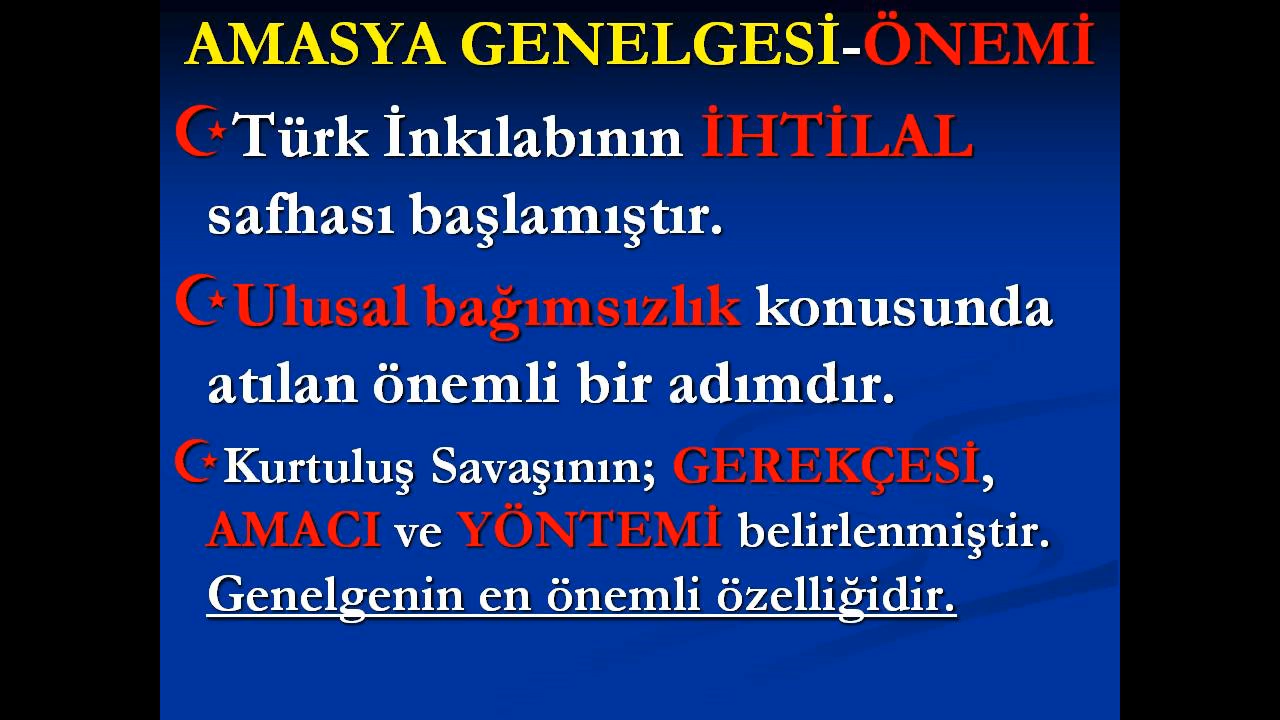 AMASYA GENELGESİ-ÖNEMİ
☪Türk İnkılabının İHTİLAL
safhası başlamıştır.
☪Ulusal bağımsızlık konusunda
atılan önemli bir adımdır.
☪Kurtuluş Savaşının; GEREKÇESİ,
AMACI ve YÖNTEMİ belirlenmiştir.
Genelgenin en önemli özelliğidir.